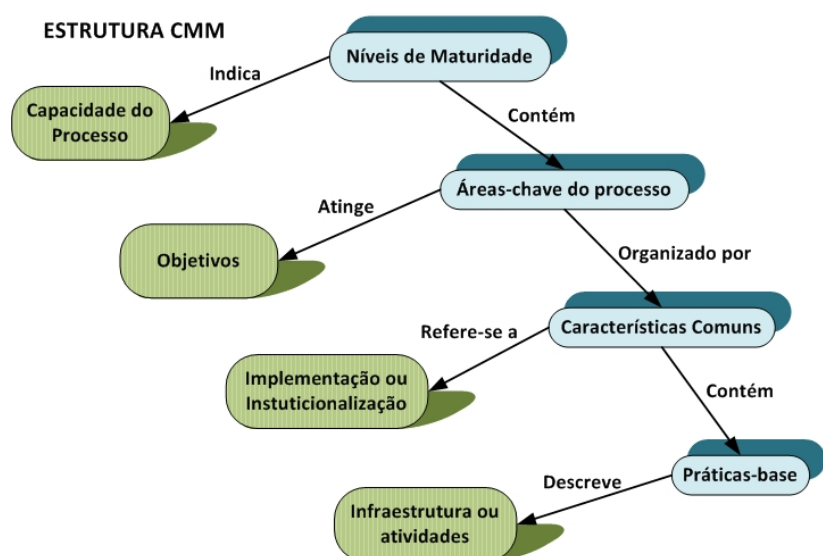 ESTRUTURA CMM
Níveis de Maturidade
Indica
Capacidade do
Processo
Contém
Áreas-chave do processo
Atinge
Objetivos
Organizado por
Características Comuns
Refere-se a
Implementação ou
Instuticionalização
Contém
Práticas-base
Descreve
Infraestrutura ou
atividades